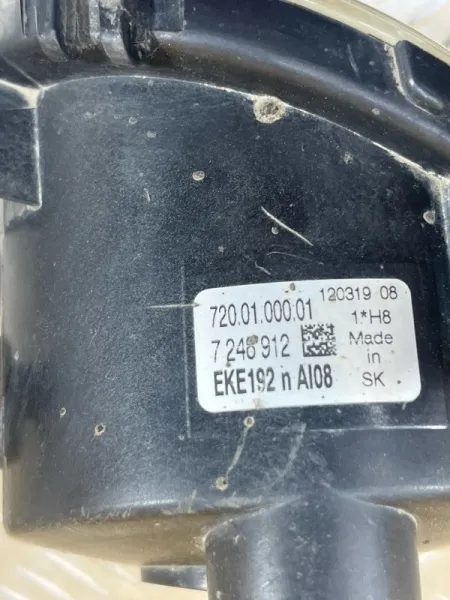 720.01.000.01 120319 08
7 248 912 1*H8
Made
in
EKE192 n AI08 SK